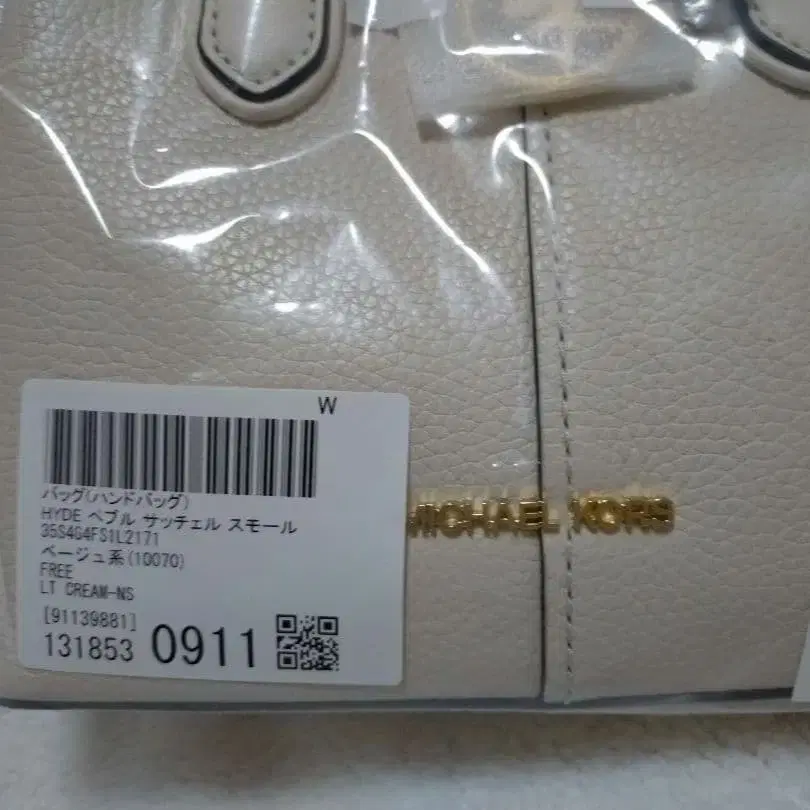 W
バッグ(ハンドバッグ)
HYDE ペブル サッチェル スモール
35S4G4FS1L2171
ベージュ系(10070)
FREE
LT CREAM-NS
[91139881]
131853 0911
MICHAEL KORS